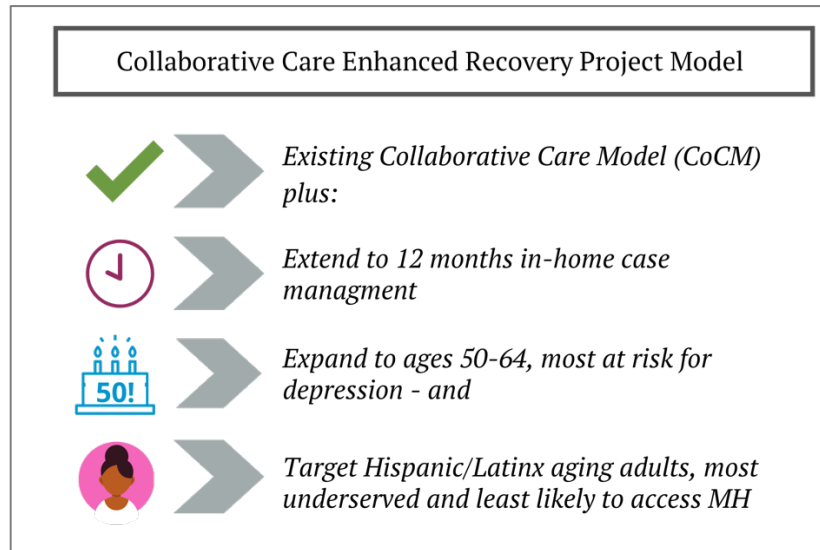 Collaborative Care Enhanced Recovery Project Model
Existing Collaborative Care Model (CoCM)
plus:
Extend to 12 months in-home case
managment
50!
Expand to ages 50-64, most at risk for
depression - and
Target Hispanic/Latinx aging adults, most
underserved and least likely to access MH